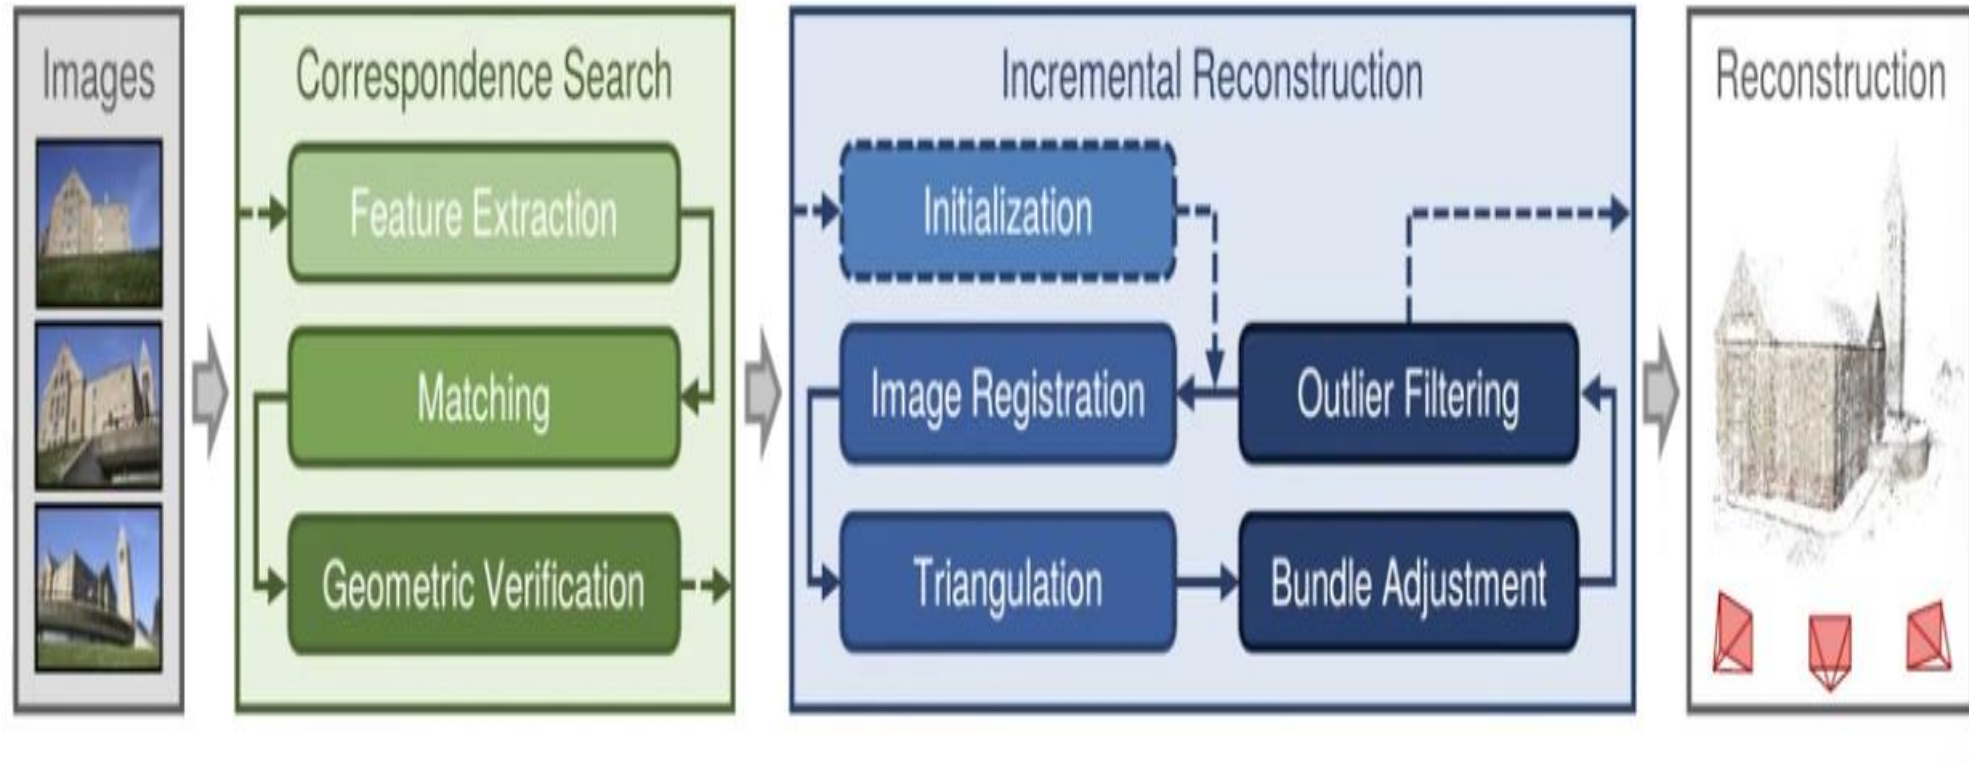 Images
Correspondence Search
Feature Extraction
Matching
Geometric Verification
Incremental Reconstruction
Initialization
Image Registration
Outlier Filtering
Triangulation
Bundle Adjustment
Reconstruction